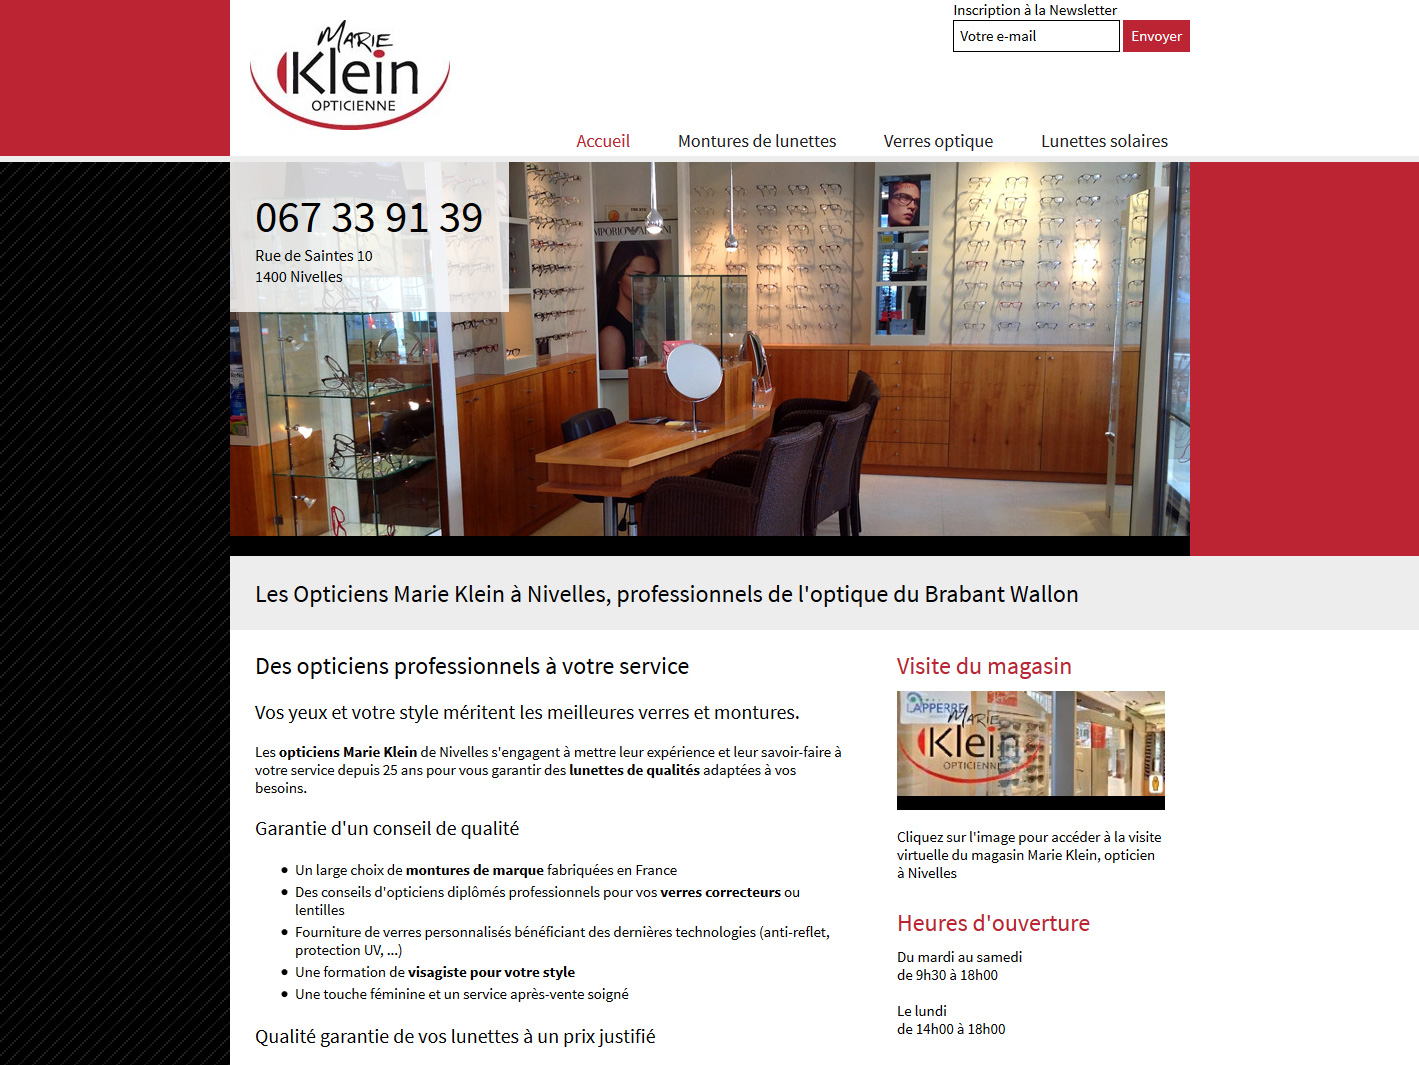 Inscription à la Newsletter
Votre e-mail
Envoyer
MARIE
Klein
OPTICIENNE
Accueil
Montures de lunettes
Verres optique
Lunettes solaires
067 33 91 39
Rue de Saintes 10
1400 Nivelles
EMPORIO ARMANI
Les Opticiens Marie Klein à Nivelles, professionnels de l'optique du Brabant Wallon
Des opticiens professionnels à votre service
Vos yeux et votre style méritent les meilleures verres et montures.
Les opticiens Marie Klein de Nivelles s'engagent à mettre leur expérience et leur savoir-faire à
votre service depuis 25 ans pour vous garantir des lunettes de qualités adaptées à vos
besoins.
Garantie d'un conseil de qualité
Un large choix de montures de marque fabriquées en France
Des conseils d'opticiens diplômés professionnels pour vos verres correcteurs ou
lentilles
Fourniture de verres personnalisés bénéficiant des dernières technologies (anti-reflet,
protection UV, ...)
Une formation de visagiste pour votre style
Une touche féminine et un service après-vente soigné
Qualité garantie de vos lunettes à un prix justifié
Visite du magasin
LAPPERRE
MARIE
Klein
OPTICIENNE
Cliquez sur l'image pour accéder à la visite
virtuelle du magasin Marie Klein, opticien
à Nivelles
Heures d'ouverture
Du mardi au samedi
de 9h30 à 18h00
Le lundi
de 14h00 à 18h00